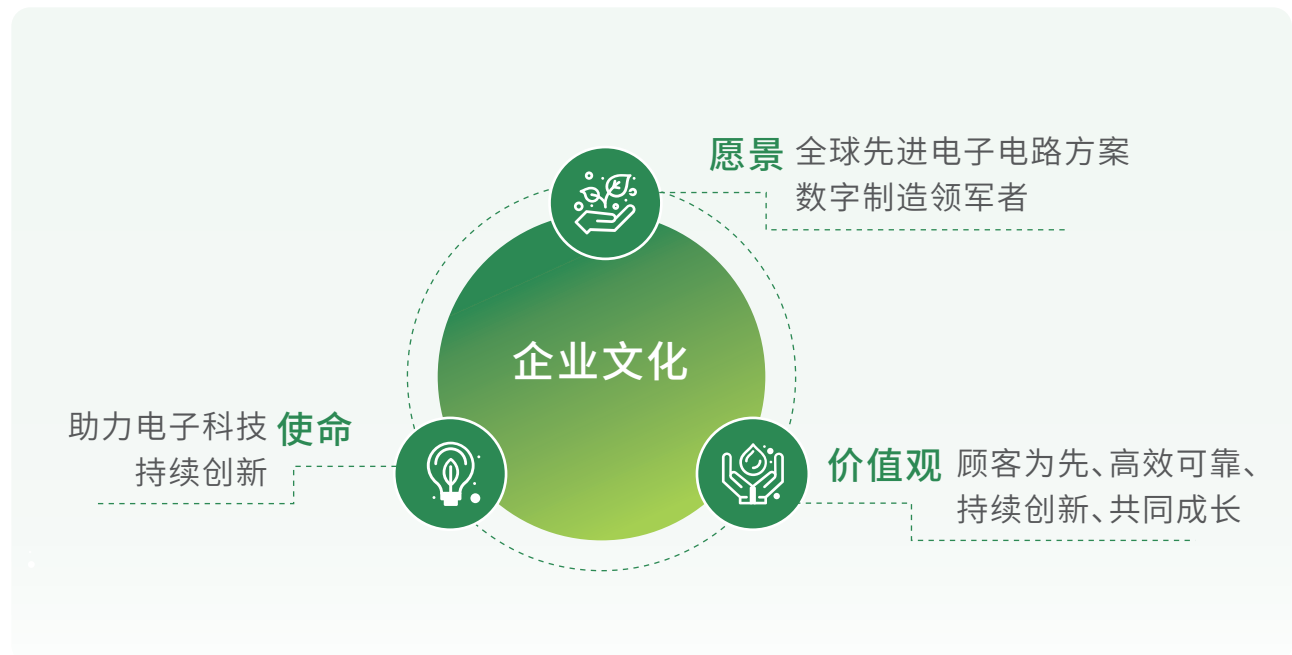 愿景 全球先进电子电路方案
数字制造领军者
企业文化
助力电子科技 使命
持续创新
价值观 顾客为先、高效可靠、
持续创新、共同成长